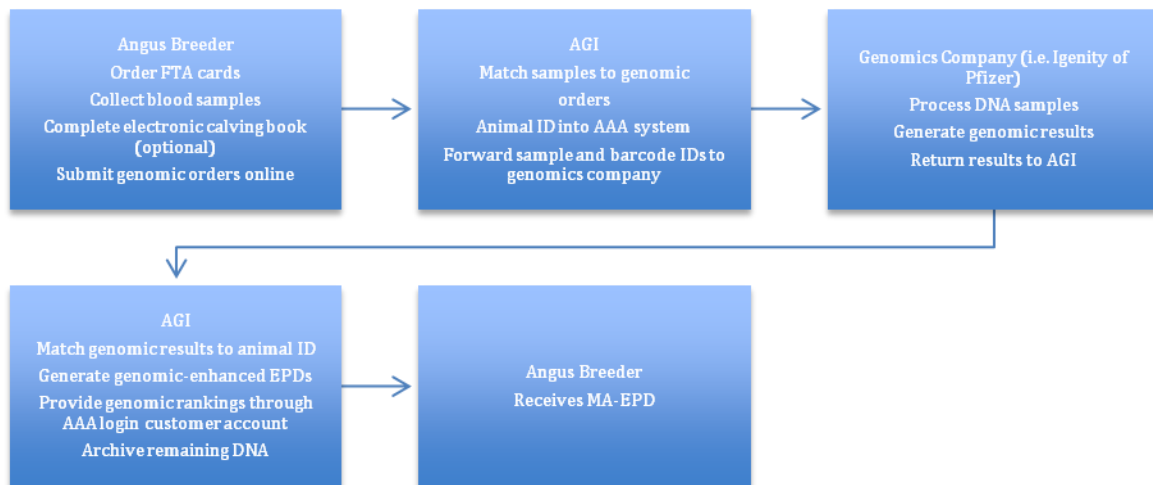 Angus Breeder
Order FTA cards
Collect blood samples
Complete electronic calving book
(optional)
Submit genomic orders online
AGI
Match samples to genomic
orders
Animal ID into AAA system
Forward sample and barcode IDs to
genomics company
Genomics Company (i.e. Igenity of
Pfizer)
Process DNA samples
Generate genomic results
Return results to AGI
AGI
Match genomic results to animal ID
Generate genomic-enhanced EPDs
Provide genomic rankings through
AAA login customer account
Archive remaining DNA
Angus Breeder
Receives MA-EPD